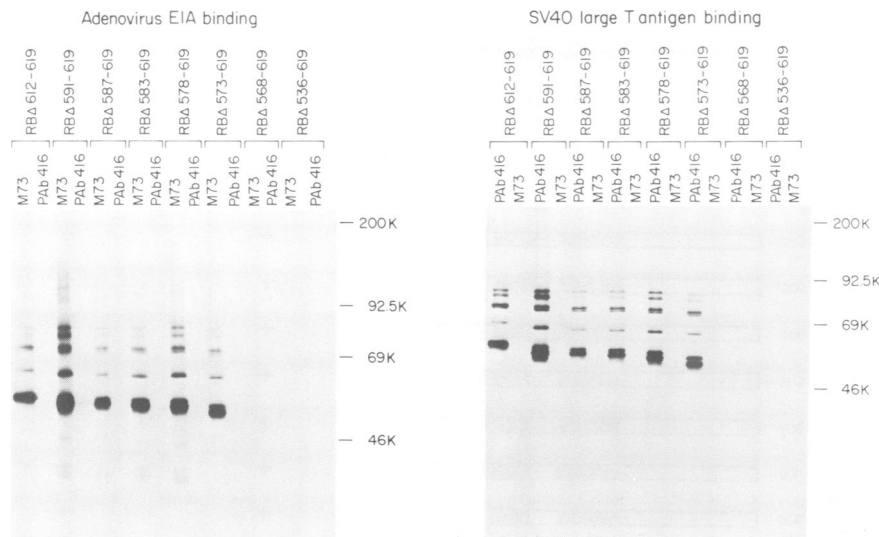 Adenovirus EIA binding
RBΔ 612-619
RBΔ 591-619
RBΔ 587-619
RBΔ 583-619
RBΔ 578-619
RBΔ 573-619
RBΔ 568-619
RBΔ 536-619
M73
PAb 416
M73
PAb 416
M73
PAb 416
M73
PAb 416
M73
PAb 416
M73
PAb 416
M73
PAb 416
M73
PAb 416
200K
92.5K
69K
46K
SV40 large T antigen binding
RBΔ 612-619
RBΔ 591-619
RBΔ 587-619
RBΔ 583-619
RBΔ 578-619
RBΔ 573-619
RBΔ 568-619
RBΔ 536-619
PAb 416
M73
PAb 416
M73
PAb 416
M73
PAb 416
M73
PAb 416
M73
PAb 416
M73
PAb 416
M73
PAb 416
M73
200K
92.5K
69K
46K